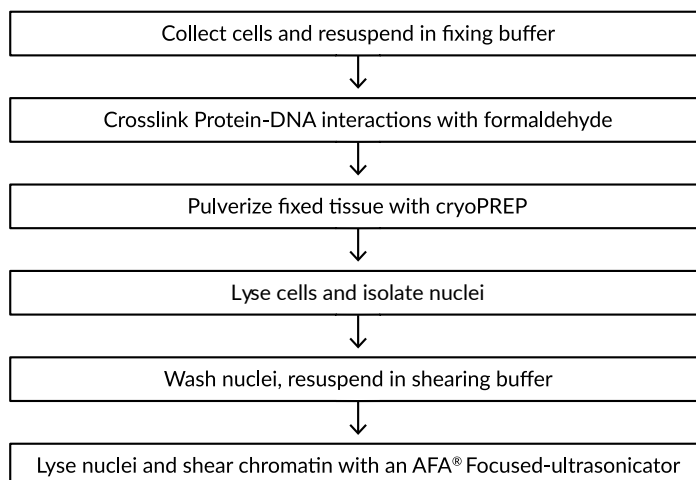 Collect cells and resuspend in fixing buffer
Crosslink Protein-DNA interactions with formaldehyde
Pulverize fixed tissue with cryoPREP
Lyse cells and isolate nuclei
Wash nuclei, resuspend in shearing buffer
Lyse nuclei and shear chromatin with an AFA® Focused-ultrasonicator